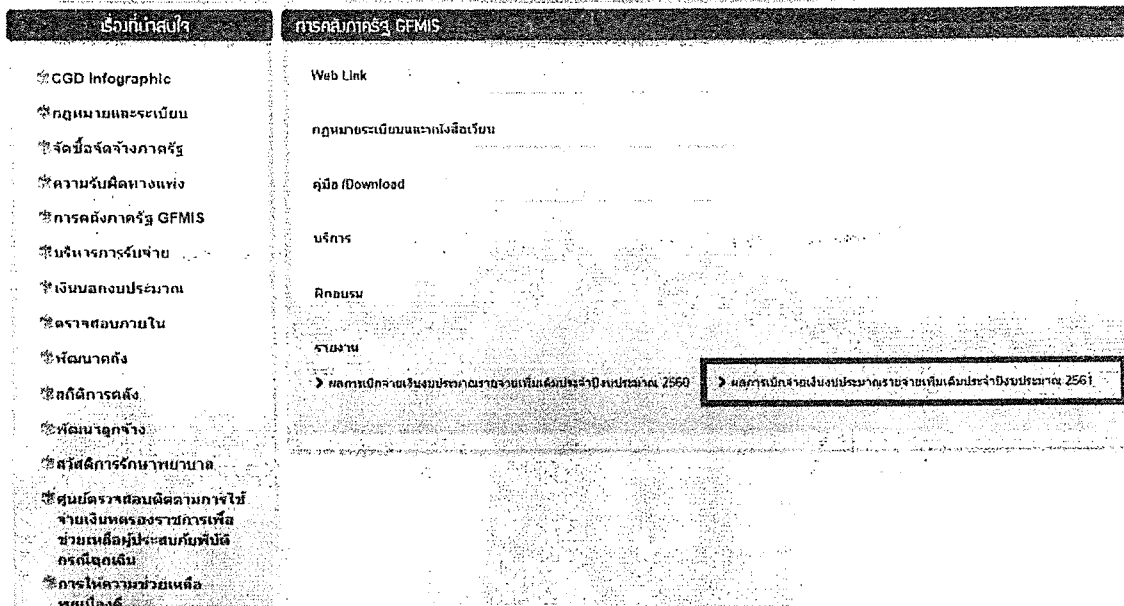 เรื่องที่น่าสนใจ
CGD Infographic
กฎหมายและระเบียบ
จัดซื้อจัดจ้างภาครัฐ
ความรับผิดทางแพ่ง
การคลังภาครัฐ GFMIS
บริหารการรับจ่าย
เงินนอกงบประมาณ
ตรวจสอบภายใน
พัฒนาคลัง
สถิติการคลัง
พัฒนาลูกจ้าง
สวัสดิการรักษาพยาบาล
ศูนย์ตรวจสอบติดตามการใช้
จ่ายเงินทดรองราชการเพื่อ
ช่วยเหลือผู้ประสบภัยพิบัติ
กรณีฉุกเฉิน
การให้ความช่วยเหลือ
พลเมืองดี
การคลังภาครัฐ GFMIS
Web Link
กฎหมายระเบียบและหนังสือเวียน
คู่มือ /Download
บริการ
ฝึกอบรม
รายงาน
ผลการเบิกจ่ายเงินงบประมาณรายจ่ายเพิ่มเติมประจำปีงบประมาณ 2560
ผลการเบิกจ่ายเงินงบประมาณรายจ่ายเพิ่มเติมประจำปีงบประมาณ 2561